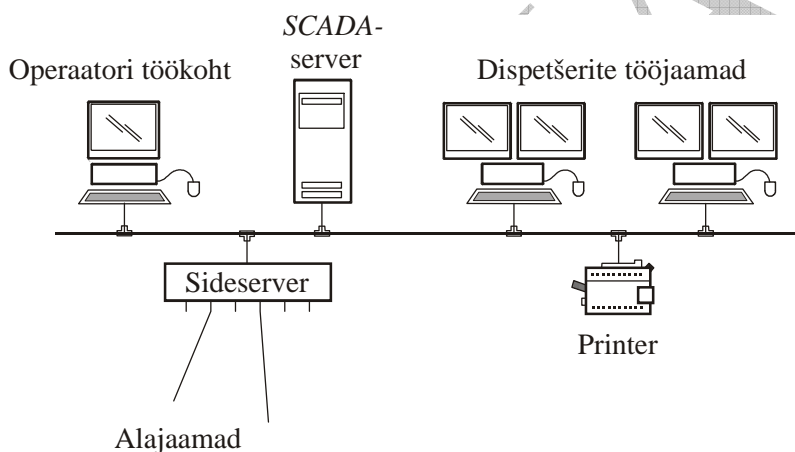 SCADA-
server
Operaatori töökoht
Dispetšerite tööjaamad
Sideserver
Printer
Alajaamad